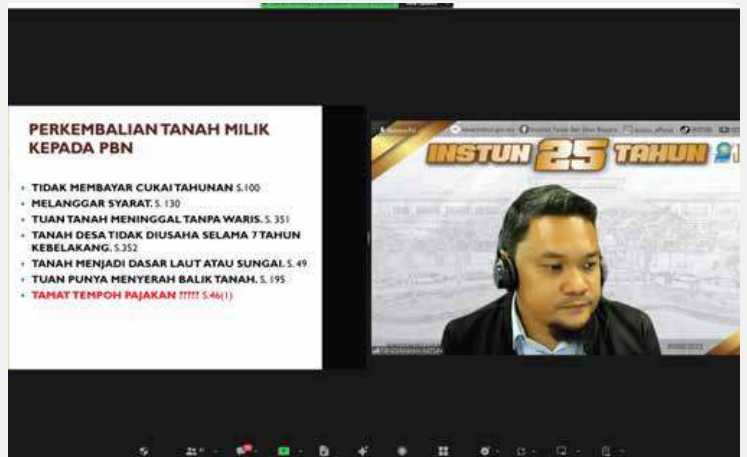 PERKEMBALIAN TANAH MILIK
KEPADA PBN
TIDAK MEMBAYAR CUKAI TAHUNAN S.100
MELANGGAR SYARAT. S. 130
TUAN TANAH MENINGGAL TANPA WARIS. S. 351
TANAH DESA TIDAK DIUSAHA SELAMA 7 TAHUN
KEBELAKANG. S.352
TANAH MENJADI DASAR LAUT ATAU SUNGAI. S. 49
TUAN PUNYA MENYERAH BALIK TANAH. S. 195
TAMAT TEMPOH PAJAKAN ????? S.46(1)
INSTUN 25 TAHUN